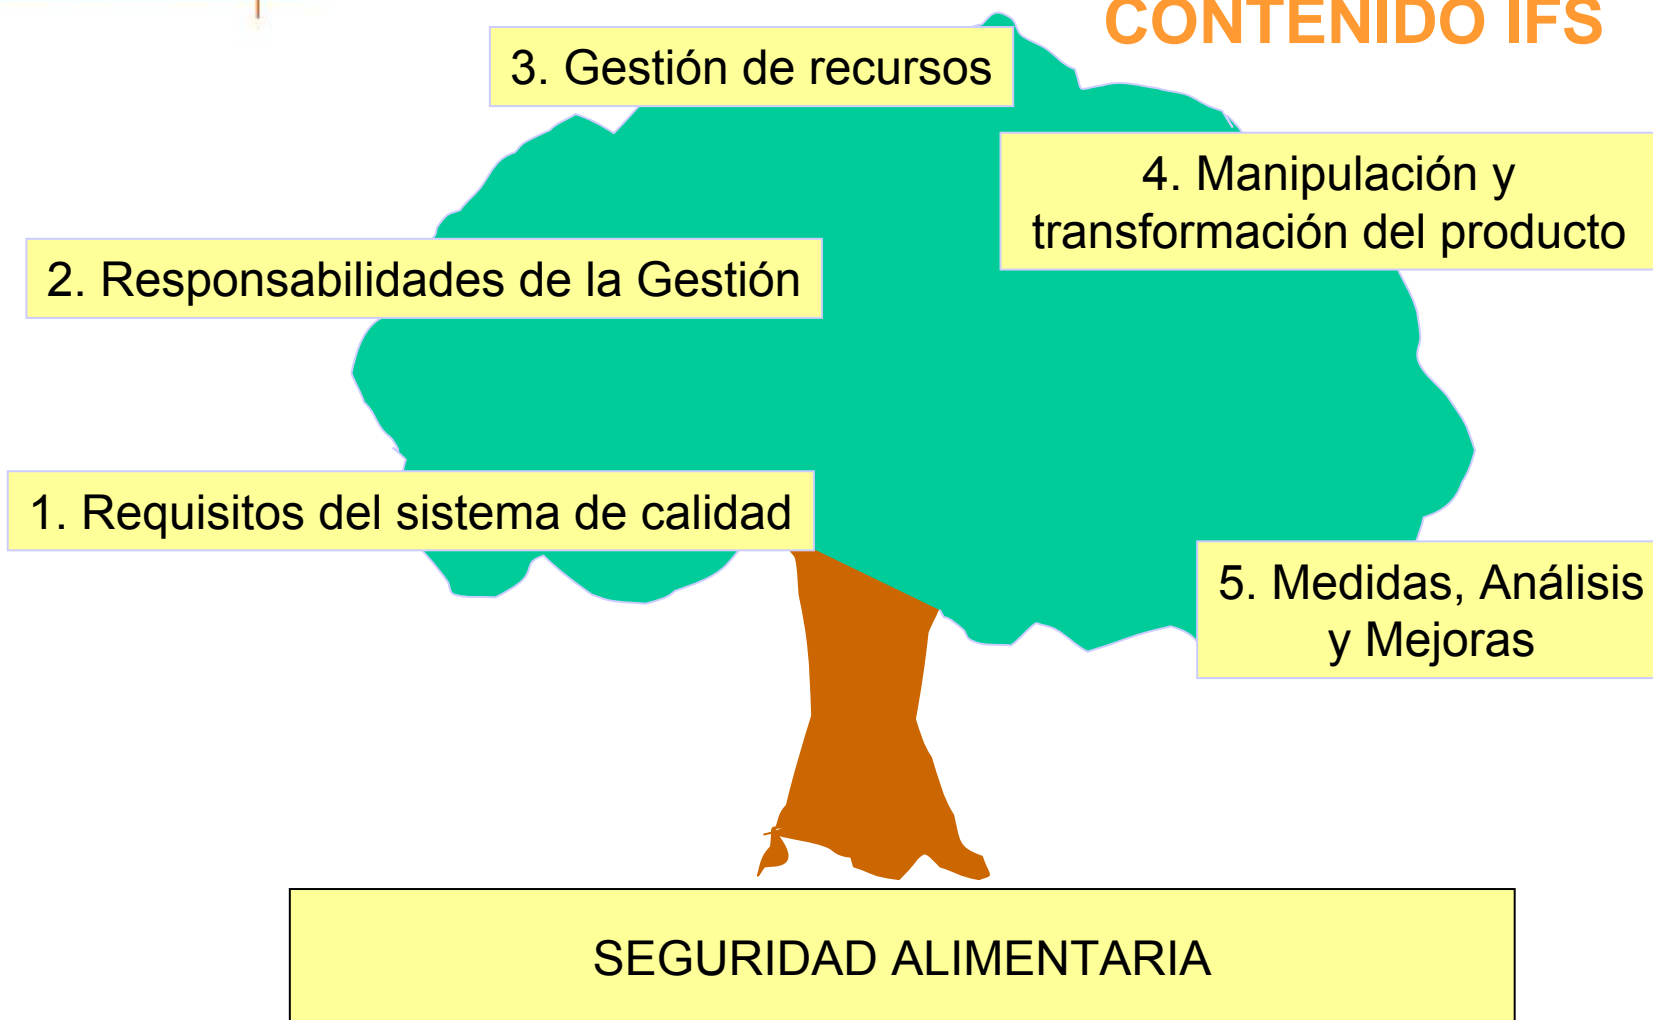 CONTENIDO IFS
3. Gestión de recursos
4. Manipulación y
transformación del producto
2. Responsabilidades de la Gestión
1. Requisitos del sistema de calidad
5. Medidas, Análisis
y Mejoras
SEGURIDAD ALIMENTARIA